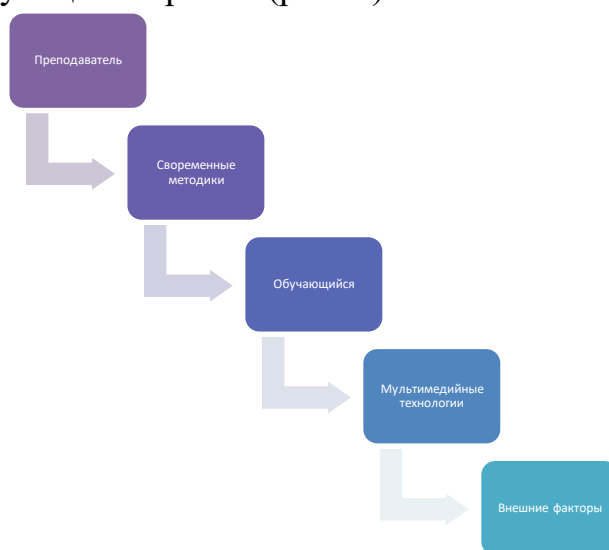 Преподаватель
Своременные
методики
Обучающийся
Мультимедийные
технологии
Внешние факторы